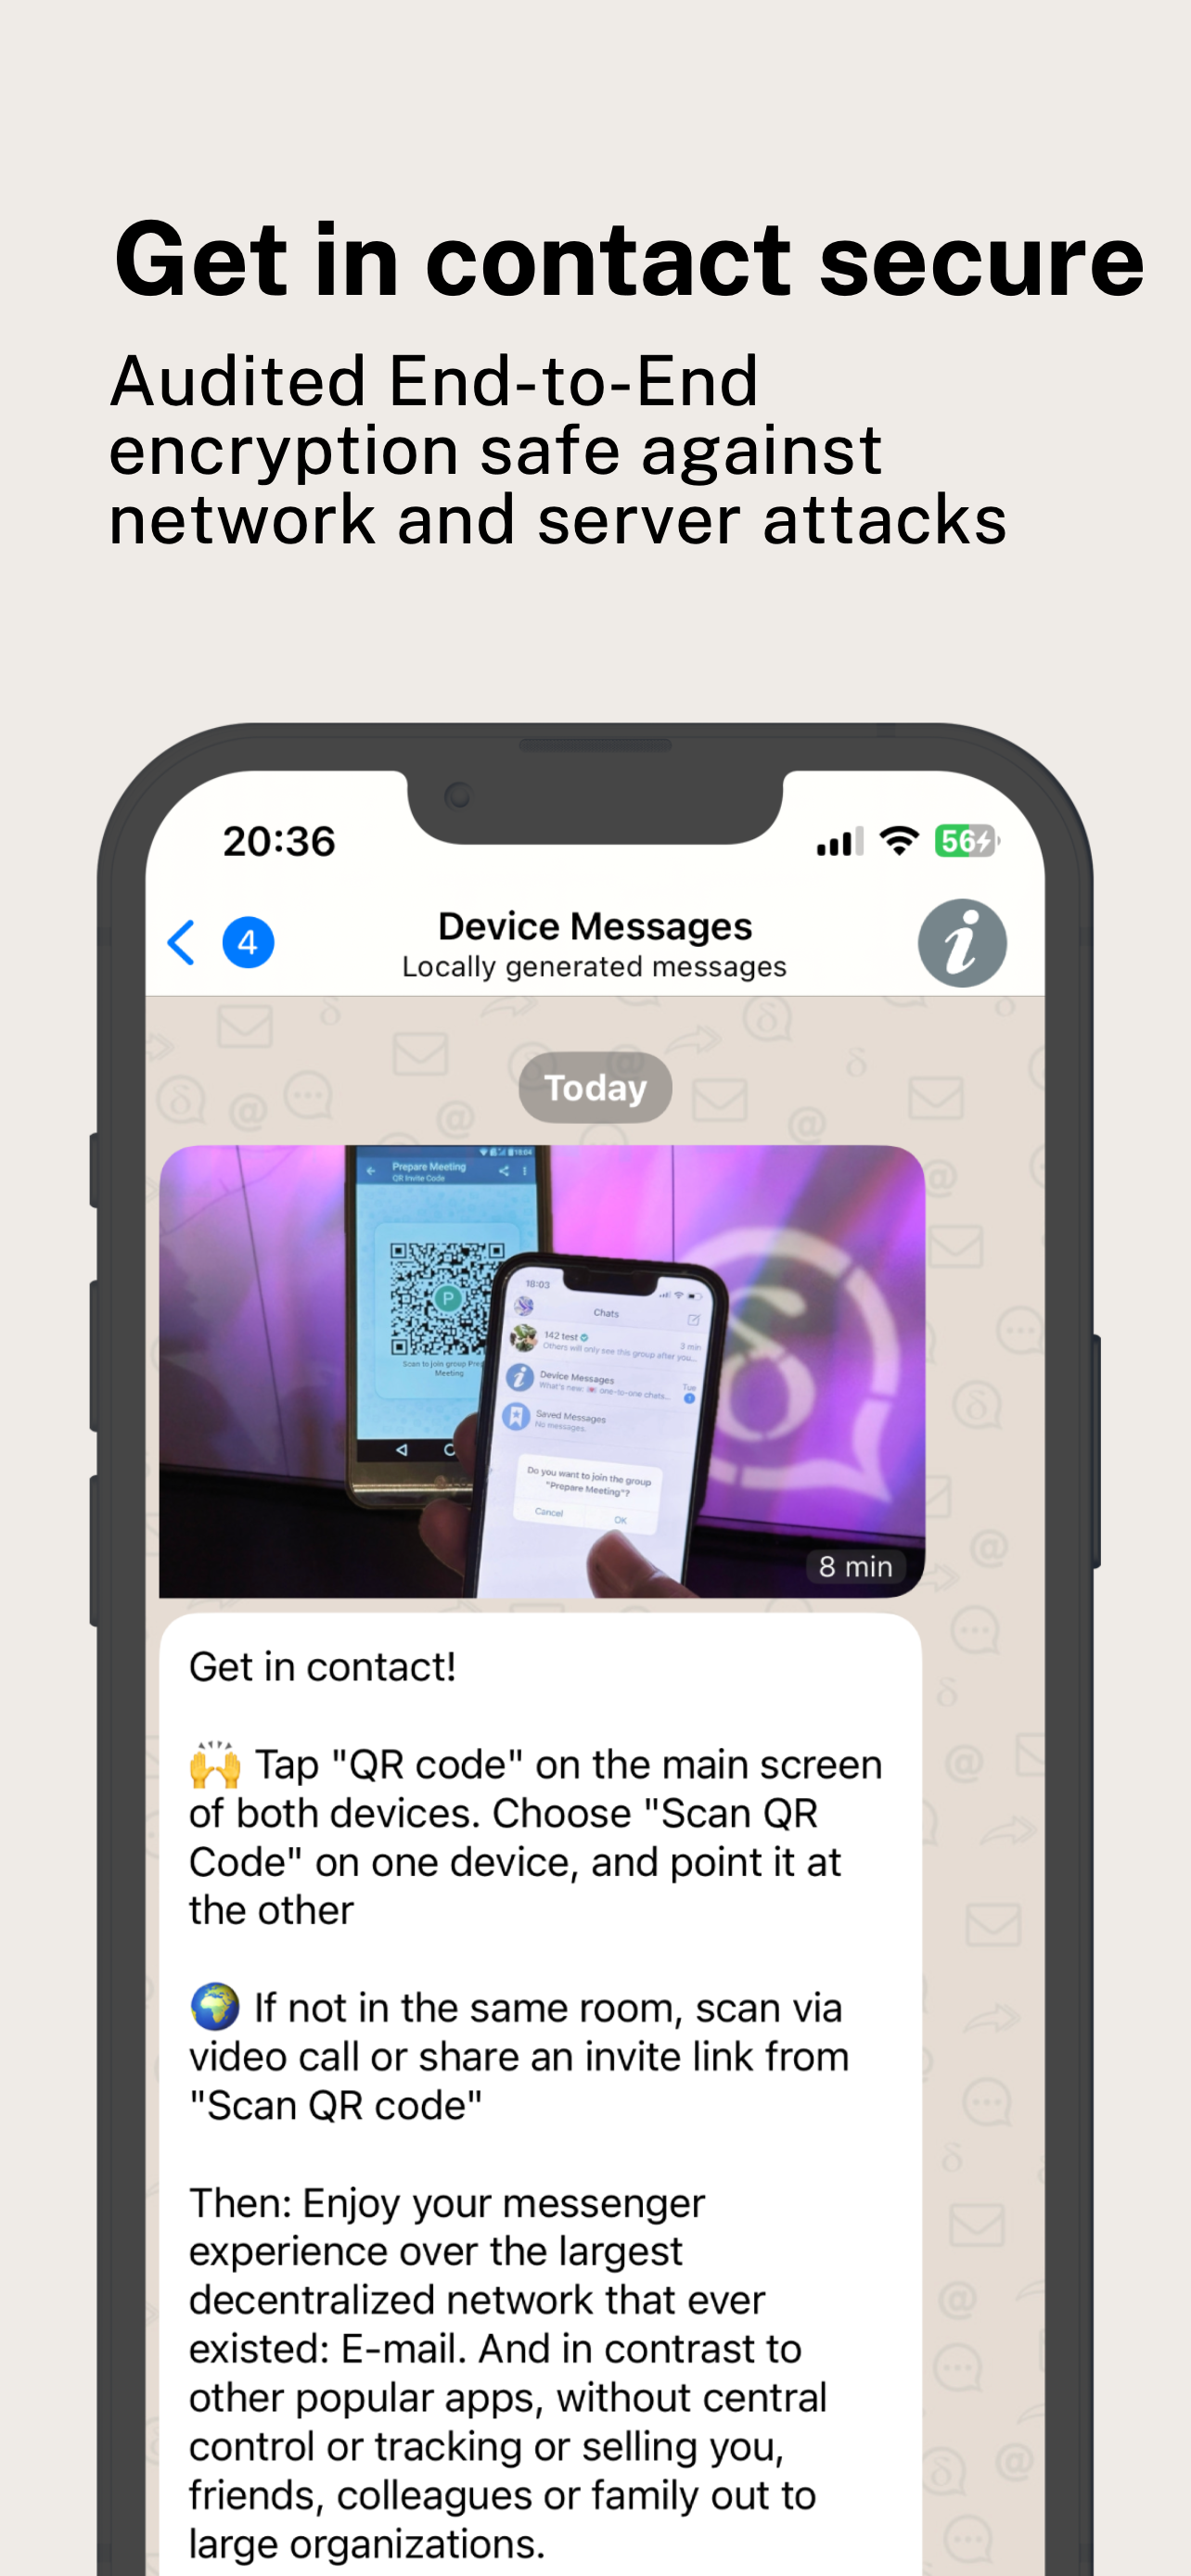 Get in contact secure
Audited End-to-End
encryption safe against
network and server attacks
20:36
56
4
Device Messages
Locally generated messages
Today
18:04
Prepare Meeting
QR Invite Code
P
Scan to join group Prep
Meeting
18:03
Chats
142 test
3 min
Others will only see this group after you...
Device Messages
Tue
What's new: 💌 one-to-one chats...
Saved Messages
No messages.
Do you want to join the group
"Prepare Meeting"?
Cancel
OK
8 min
Get in contact!
🙌 Tap "QR code" on the main screen
of both devices. Choose "Scan QR
Code" on one device, and point it at
the other
🌍 If not in the same room, scan via
video call or share an invite link from
"Scan QR code"
Then: Enjoy your messenger
experience over the largest
decentralized network that ever
existed: E-mail. And in contrast to
other popular apps, without central
control or tracking or selling you,
friends, colleagues or family out to
large organizations.